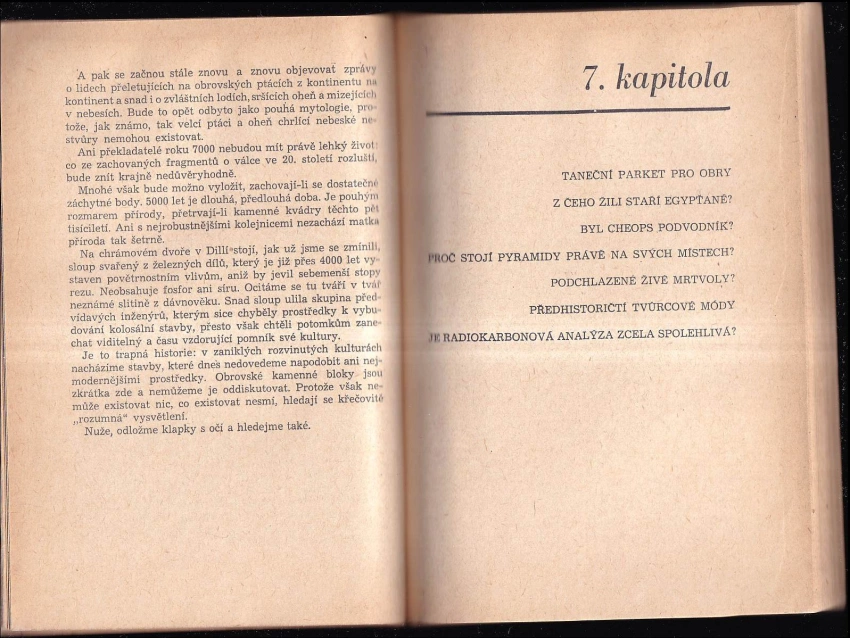 A pak se začnou stále znovu a znovu objevovat zprávy
o lidech přeletujících na obrovských ptácích z kontinentu na
kontinent a snad i o zvláštních lodích, sršících oheň a mizejících
v nebesích. Bude to opět odbyto jako pouhá mytologie, pro-
tože, jak známo, tak velcí ptáci a oheň chrlící nebeské ne-
stvůry nemohou existovat.
Ani překladatelé roku 7000 nebudou mít právě lehký život:
co ze zachovaných fragmentů o válce ve 20. století rozluští,
bude znít krajně nedůvěryhodně.
Mnohé však bude možno vyložit, zachovají-li se dostatečné
záchytné body. 5000 let je dlouhá, předlouhá doba. Je pouhým
rozmarem přírody, přetrvají-li kamenné kvádry těchto pět
tisíciletí. Ani s nejrobustnějšími kolejnicemi nezachází matka
příroda tak šetrně.
Na chrámovém dvoře v Dillí stojí, jak už jsme se zmínili,
sloup svařený z železných dílů, který je již přes 4000 let vy-
staven povětrnostním vlivům, aniž by jevil sebemenší stopy
rezu. Neobsahuje fosfor ani síru. Ocitáme se tu tváří v tvář
neznámé slitině z dávnověku. Snad sloup ulila skupina před-
vídavých inženýrů, kterým sice chyběly prostředky k vybu-
dování kolosální stavby, přesto však chtěli potomkům zane-
chat viditelný a času vzdorující pomník své kultury.
Je to trapná historie: v zaniklých rozvinutých kulturách
nacházíme stavby, které dnes nedovedeme napodobit ani nej-
modernějšími prostředky. Obrovské kamenné bloky jsou
zkrátka zde a nemůžeme je oddiskutovat. Protože však ne-
může existovat nic, co existovat nesmí, hledají se křečovitě
„rozumná“ vysvětlení.
Nuže, odložme klapky s očí a hledejme také.
7. kapitola
TANEČNÍ PARKET PRO OBRY
Z ČEHO ŽILI STAŘÍ EGYPŤANÉ?
BYL CHEOPS PODVODNÍK?
PROČ STOJÍ PYRAMIDY PRÁVĚ NA SVÝCH MÍSTECH?
PODCHLAZENÉ ŽIVÉ MRTVOLY?
PŘEDHISTORIČTÍ TVŮRCOVÉ MÓDY
JE RADIOKARBONOVÁ ANALÝZA ZCELA SPOLEHLIVÁ?